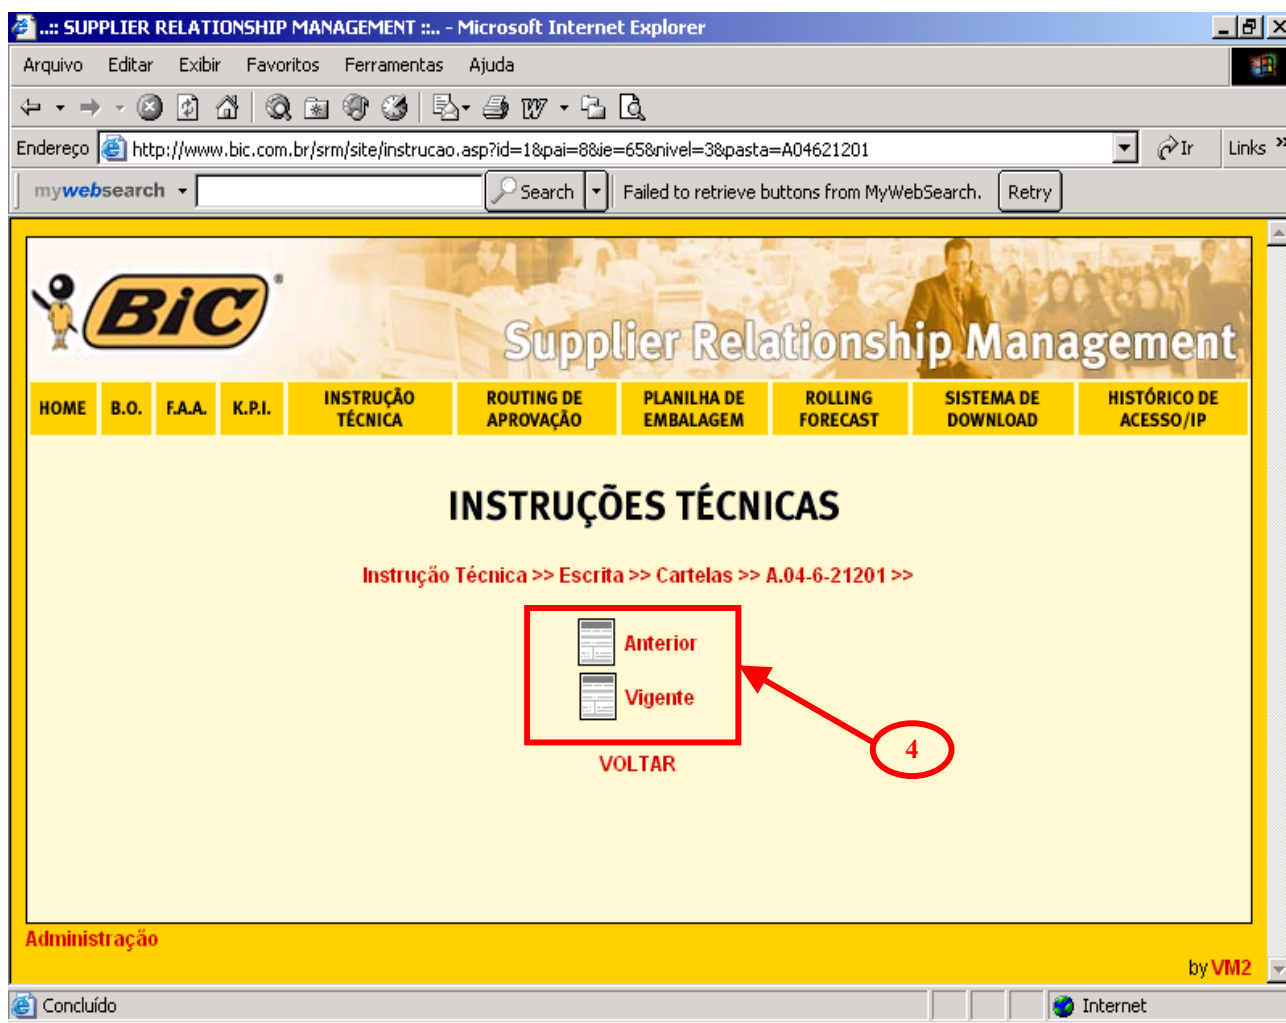 ..:: SUPPLIER RELATIONSHIP MANAGEMENT ::.. - Microsoft Internet Explorer
Arquivo Editar Exibir Favoritos Ferramentas Ajuda
Endereço http://www.bic.com.br/srm/site/instrucao.asp?id=1&pai=8&ie=65&nivel=3&pasta=A04621201 Ir Links »
mywebsearch Search Failed to retrieve buttons from MyWebSearch. Retry
BiC®
Supplier Relationship Management
HOME B.O. F.A.A. K.P.I. INSTRUÇÃO TÉCNICA ROUTING DE APROVAÇÃO PLANILHA DE EMBALAGEM ROLLING FORECAST SISTEMA DE DOWNLOAD HISTÓRICO DE ACESSO/IP
INSTRUÇÕES TÉCNICAS
Instrução Técnica >> Escrita >> Cartelas >> A.04-6-21201 >>
Anterior
Vigente
4
VOLTAR
Administração
by VM2
Concluído Internet